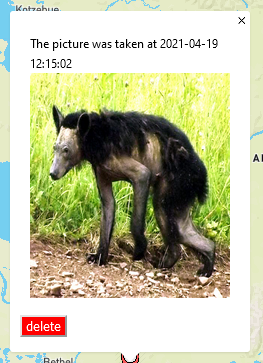 Kotzebue
×
The picture was taken at 2021-04-19
12:15:02
A
delete
Bethel